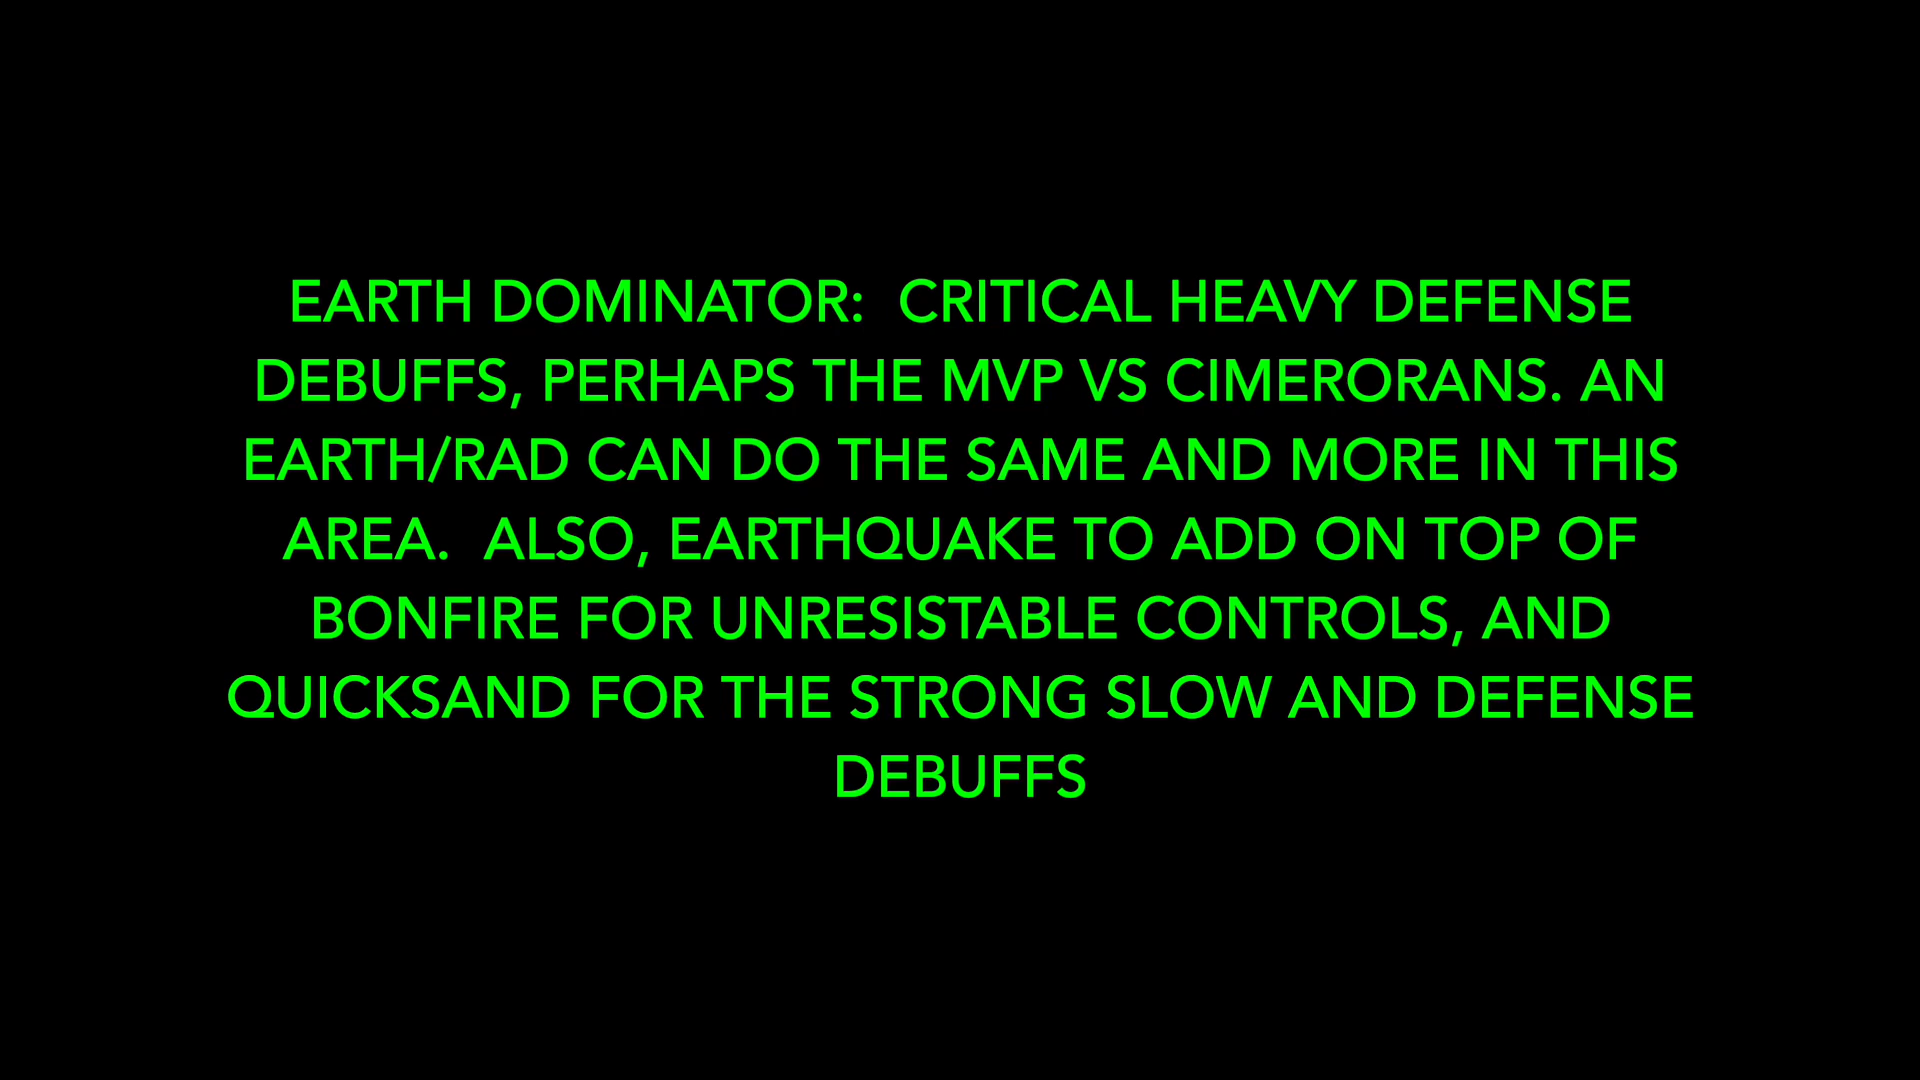 EARTH DOMINATOR:  CRITICAL HEAVY DEFENSE
DEBUFFS, PERHAPS THE MVP VS CIMERORANS. AN
EARTH/RAD CAN DO THE SAME AND MORE IN THIS
AREA.  ALSO, EARTHQUAKE TO ADD ON TOP OF
BONFIRE FOR UNRESISTABLE CONTROLS, AND
QUICKSAND FOR THE STRONG SLOW AND DEFENSE
DEBUFFS